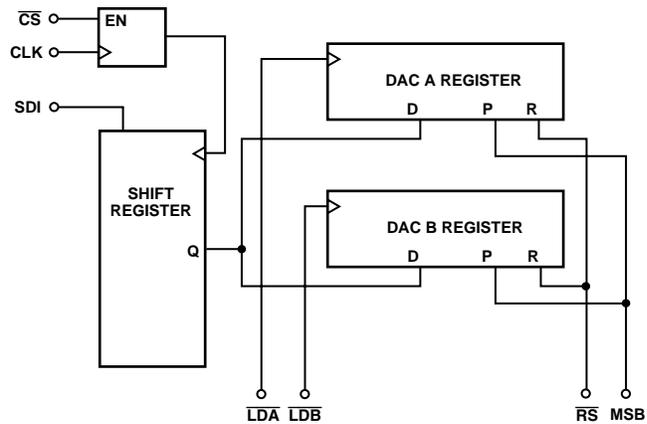 CS
EN
CLK
SDI
SHIFT
REGISTER
Q
DAC A REGISTER
D P R
DAC B REGISTER
D P R
LDA LDB RS MSB